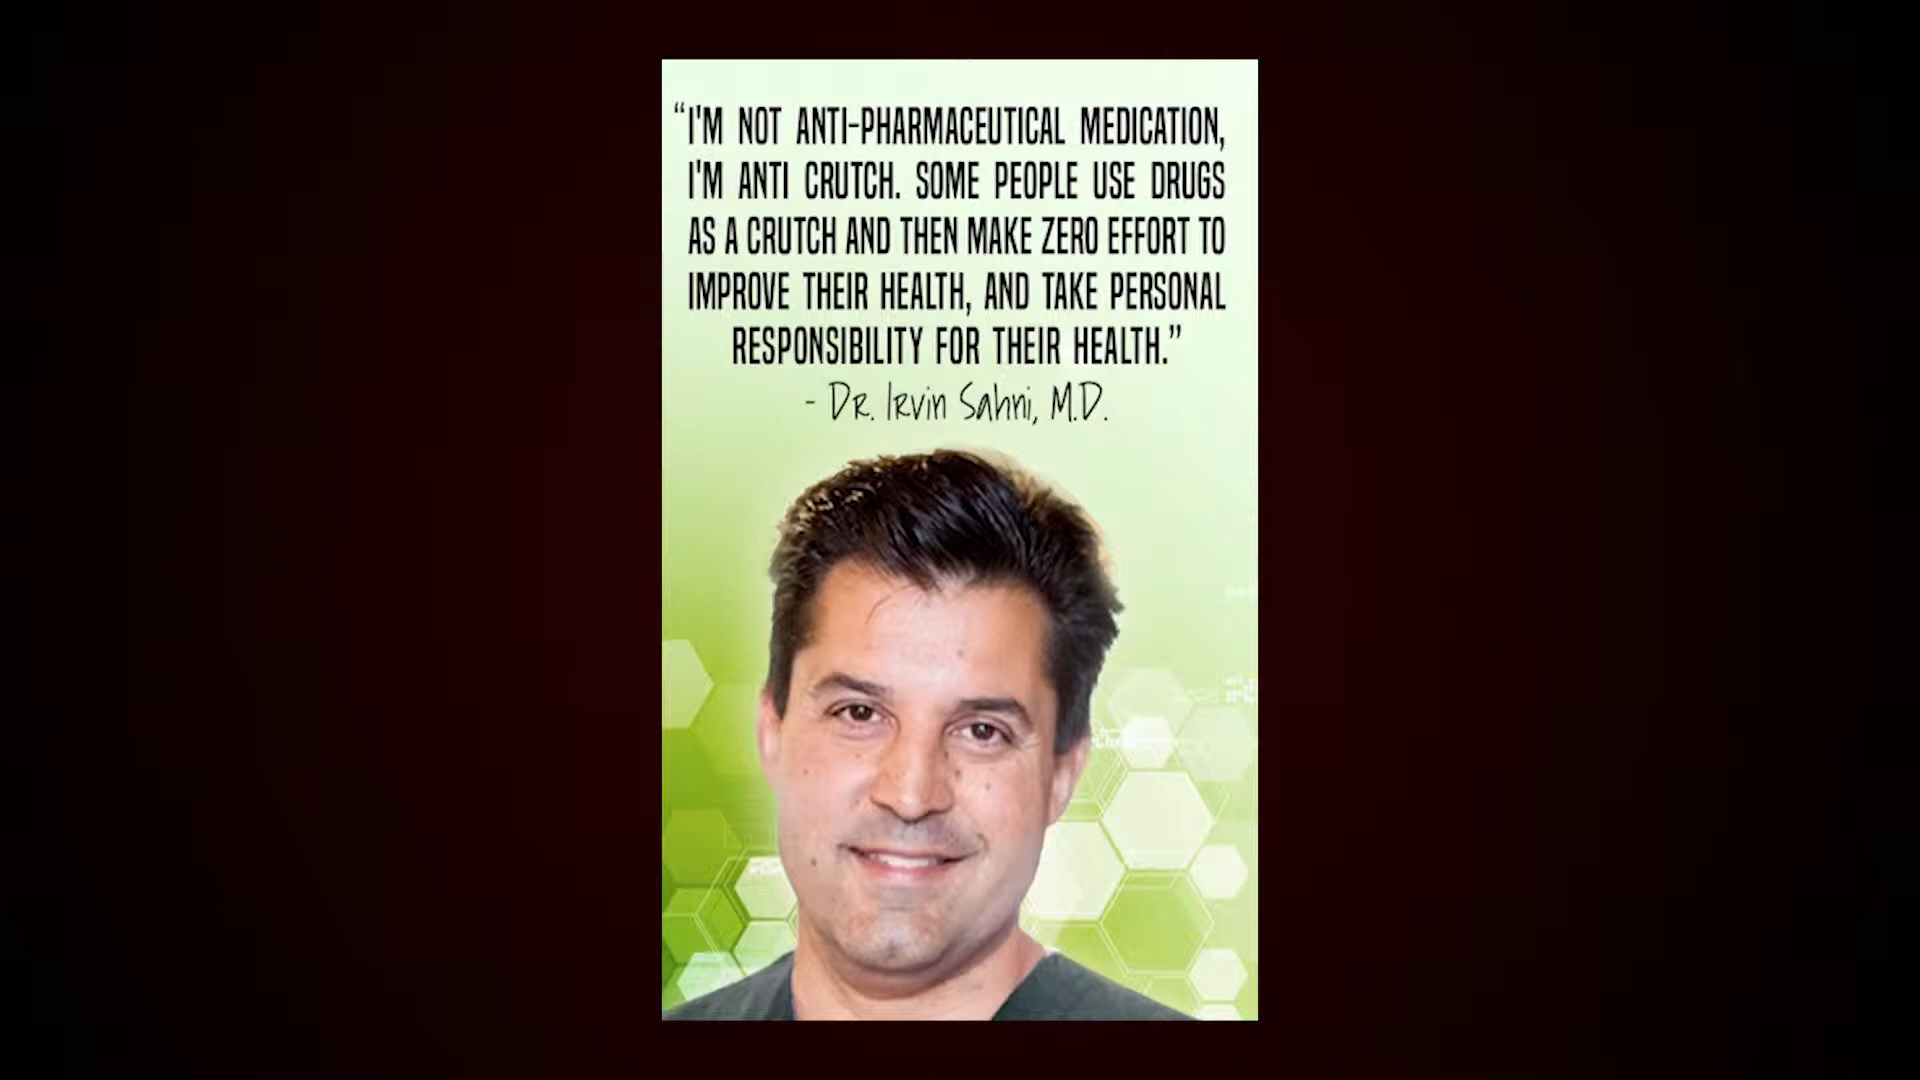 “I'M NOT ANTI-PHARMACEUTICAL MEDICATION,
I'M ANTI CRUTCH. SOME PEOPLE USE DRUGS
AS A CRUTCH AND THEN MAKE ZERO EFFORT TO
IMPROVE THEIR HEALTH, AND TAKE PERSONAL
RESPONSIBILITY FOR THEIR HEALTH.”
- DR. Irvin Sahni, M.D.